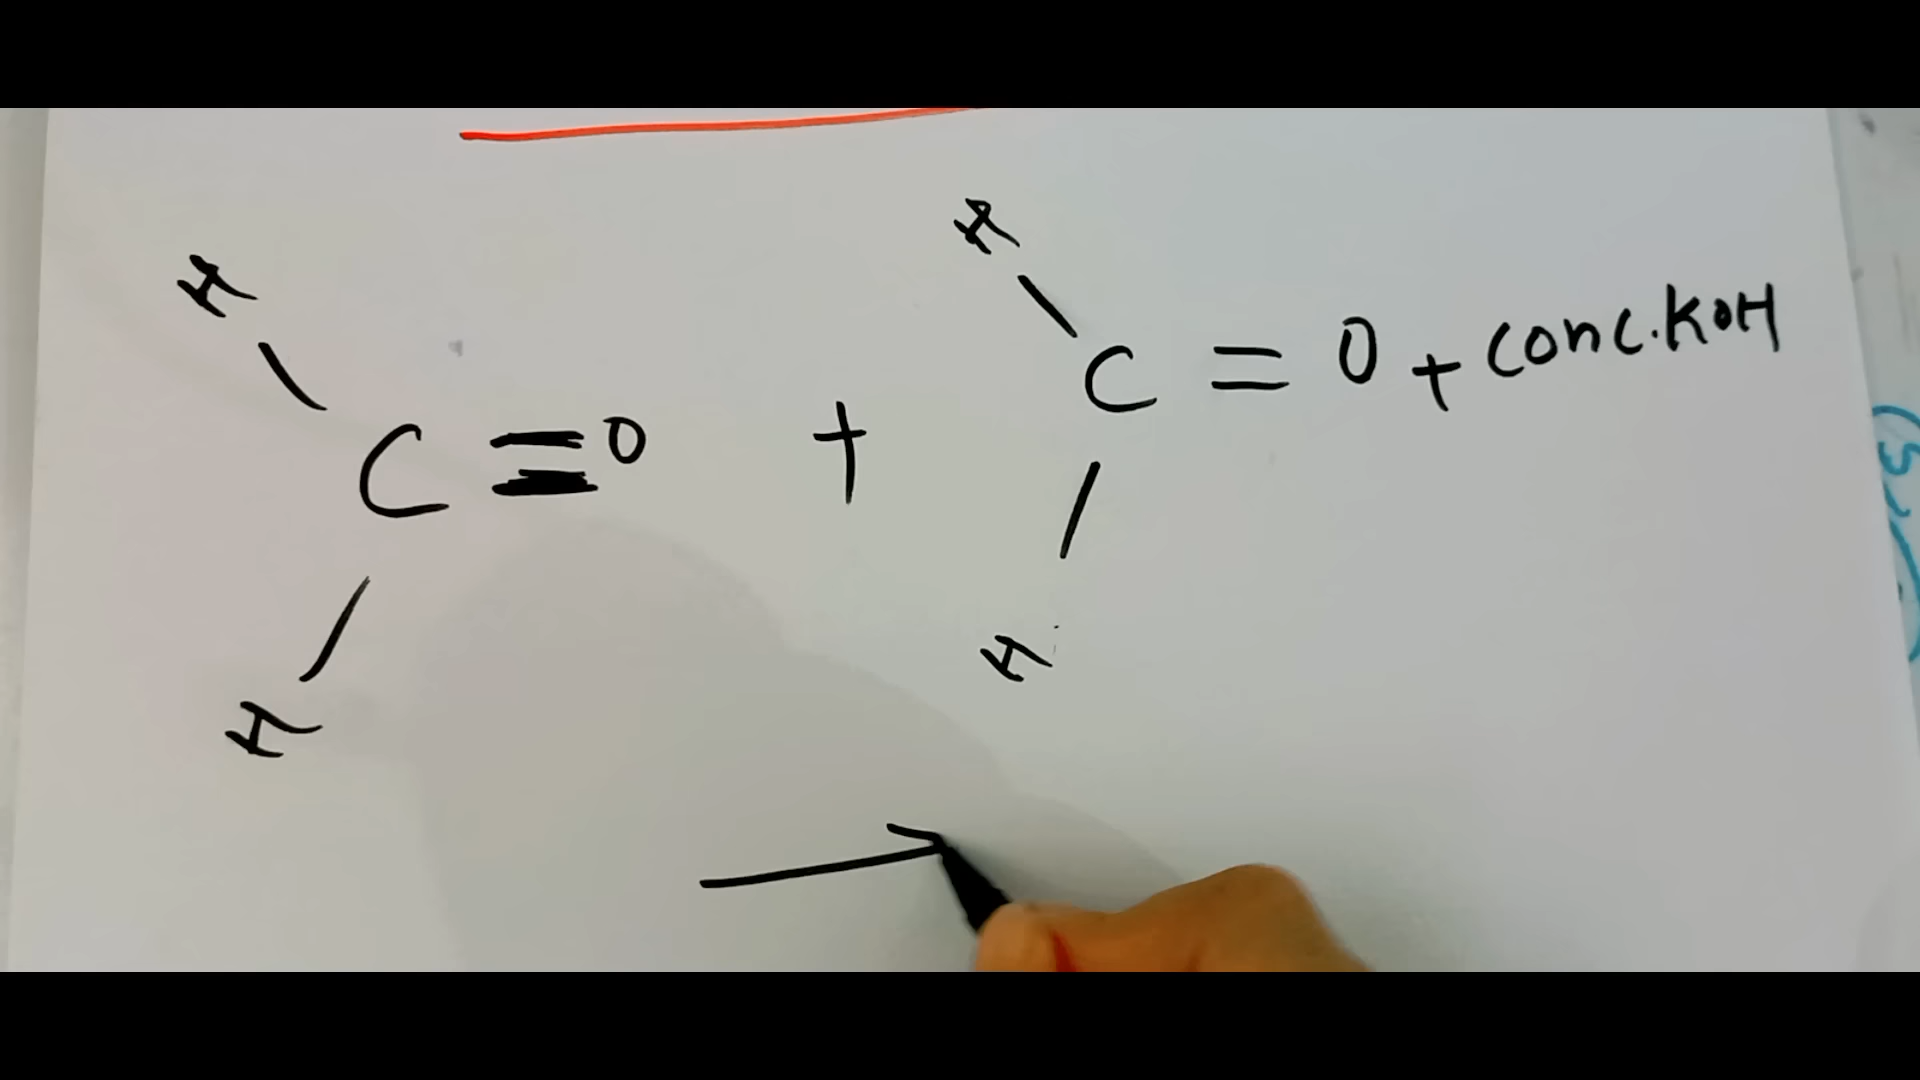 H H
C = O + C = O + conc. KOH
H H